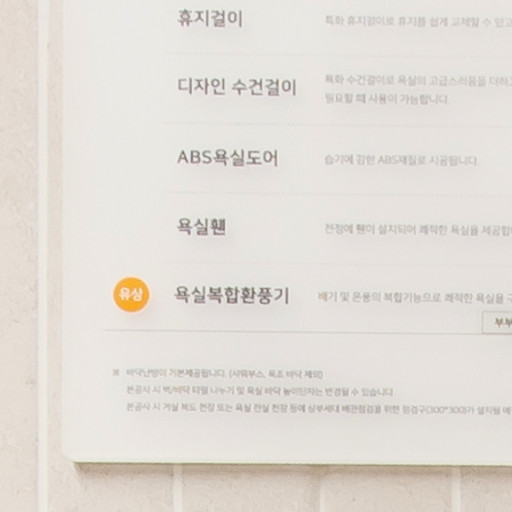 휴지걸이 특화 휴지걸이로 휴지를 쉽게 교체할 수 있고
디자인 수건걸이 특화 수건걸이로 욕실의 고급스러움을 더하고
필요할 때 사용이 가능합니다.
ABS욕실도어 습기에 강한 ABS재질로 시공됩니다.
욕실휀 천정에 휀이 설치되어 쾌적한 욕실을 제공합
유상 욕실복합환풍기 배기 및 온풍의 복합기능으로 쾌적한 욕실을
부부
※ 바닥난방이 기본제공됩니다. (샤워부스, 욕조 바닥 제외)
본공사 시 벽/바닥 타일 나누기 및 욕실 바닥 높이단차는 변경될 수 있습니다.
본공사 시 거실 복도 천장 또는 욕실 천장 등에 상부세대 배관점검을 위한 점검구(300*300)가 설치될 예